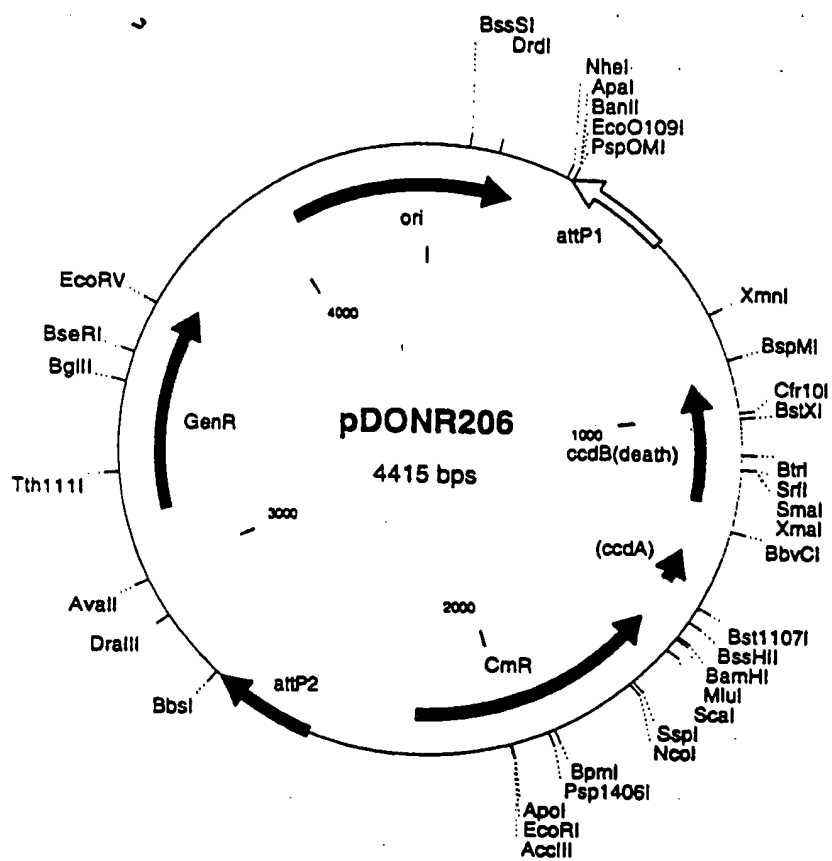 BssSI
DrdI
NheI
ApaI
BanII
EcoO109I
PspOMI
ori
attP1
EcoRV
4000
XmnI
BseRI
BspMI
BglII
Cfr10I
GenR
pDONR206
BstXI
1000
ccdB(death)
4415 bps
BtrI
Tth111I
SrfI
SmaI
3000
XmaI
(ccdA)
BbvCI
AvaII
2000
DraIII
Bst1107I
BssHII
CmR
BamHI
attP2
MluI
BbsI
ScaI
SspI
NcoI
BpmI
Psp1406I
ApoI
EcoRI
AccIII